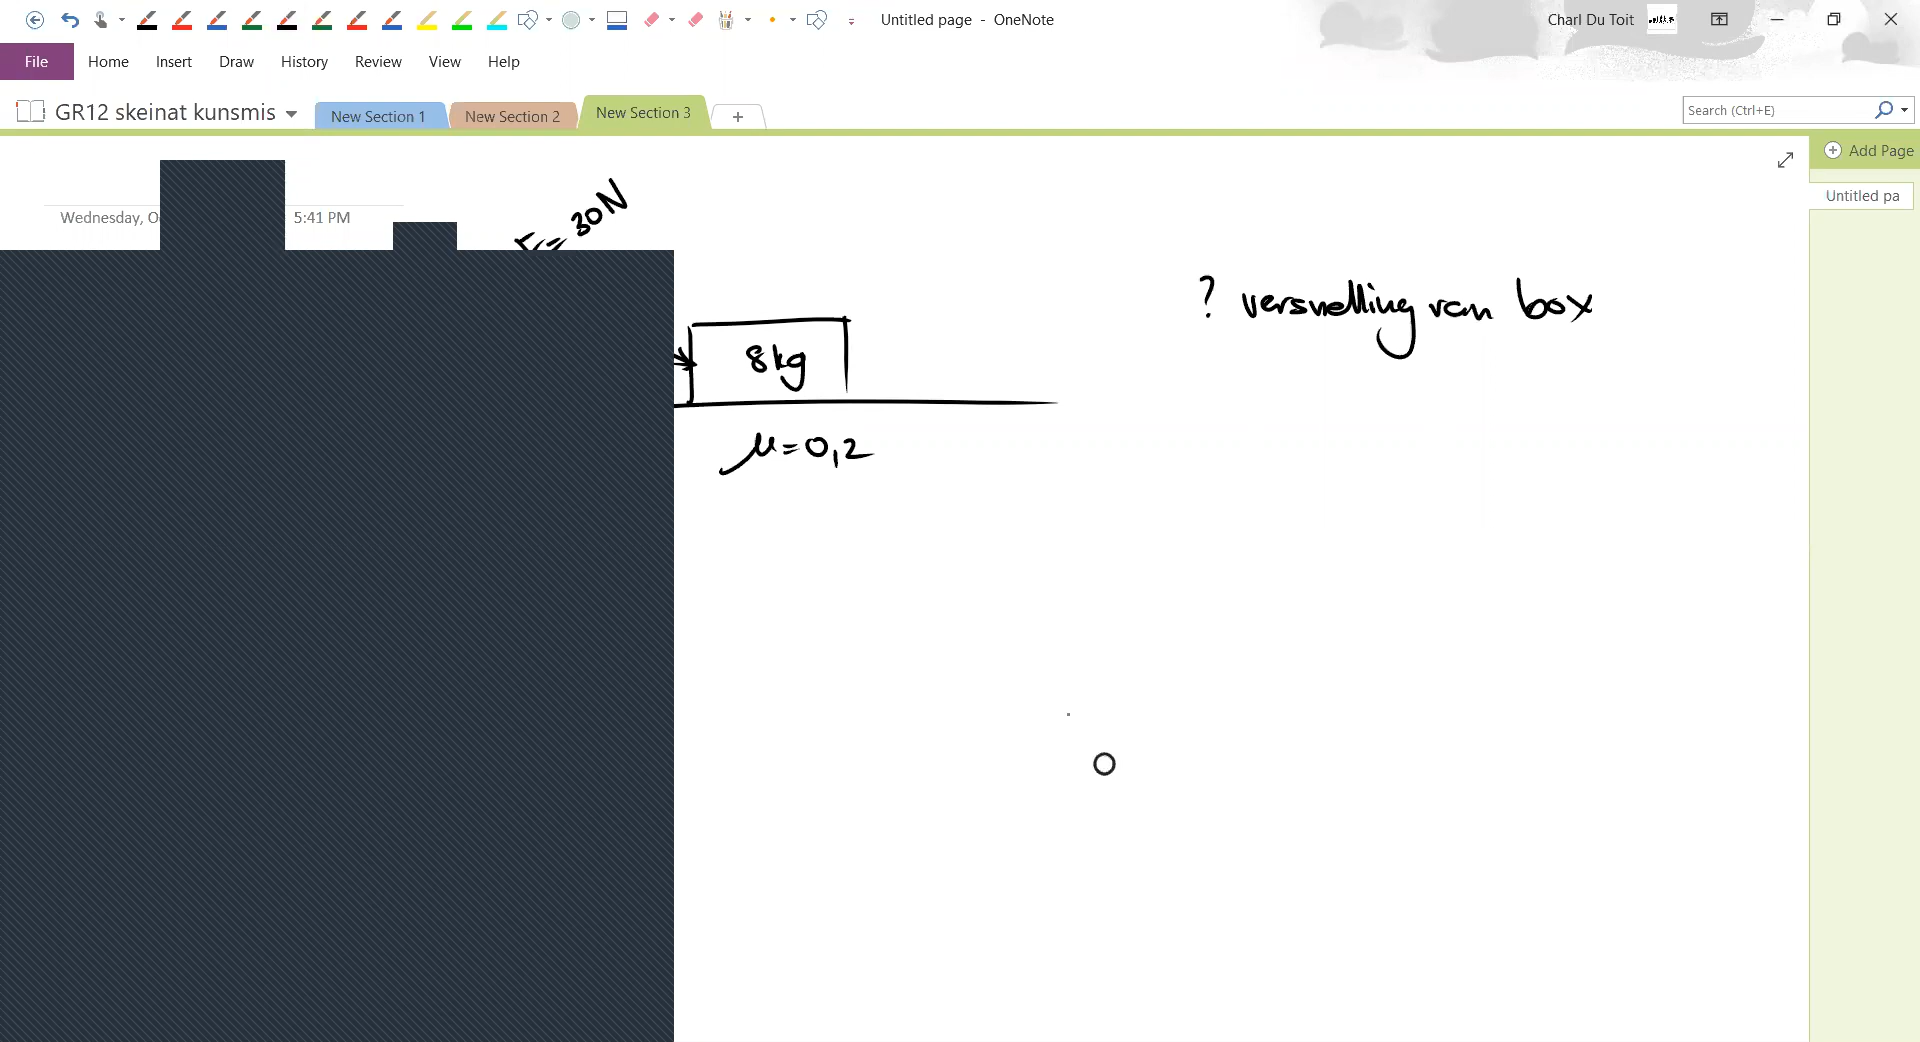 Untitled page - OneNote
Charl Du Toit
File
Home
Insert
Draw
History
Review
View
Help
GR12 skeinat kunsmis
New Section 1
New Section 2
New Section 3
Search (Ctrl+E)
Add Page
Untitled pa
Wednesday, O
5:41 PM
= 30N
? versnelling van box
8kg
μ = 0,2